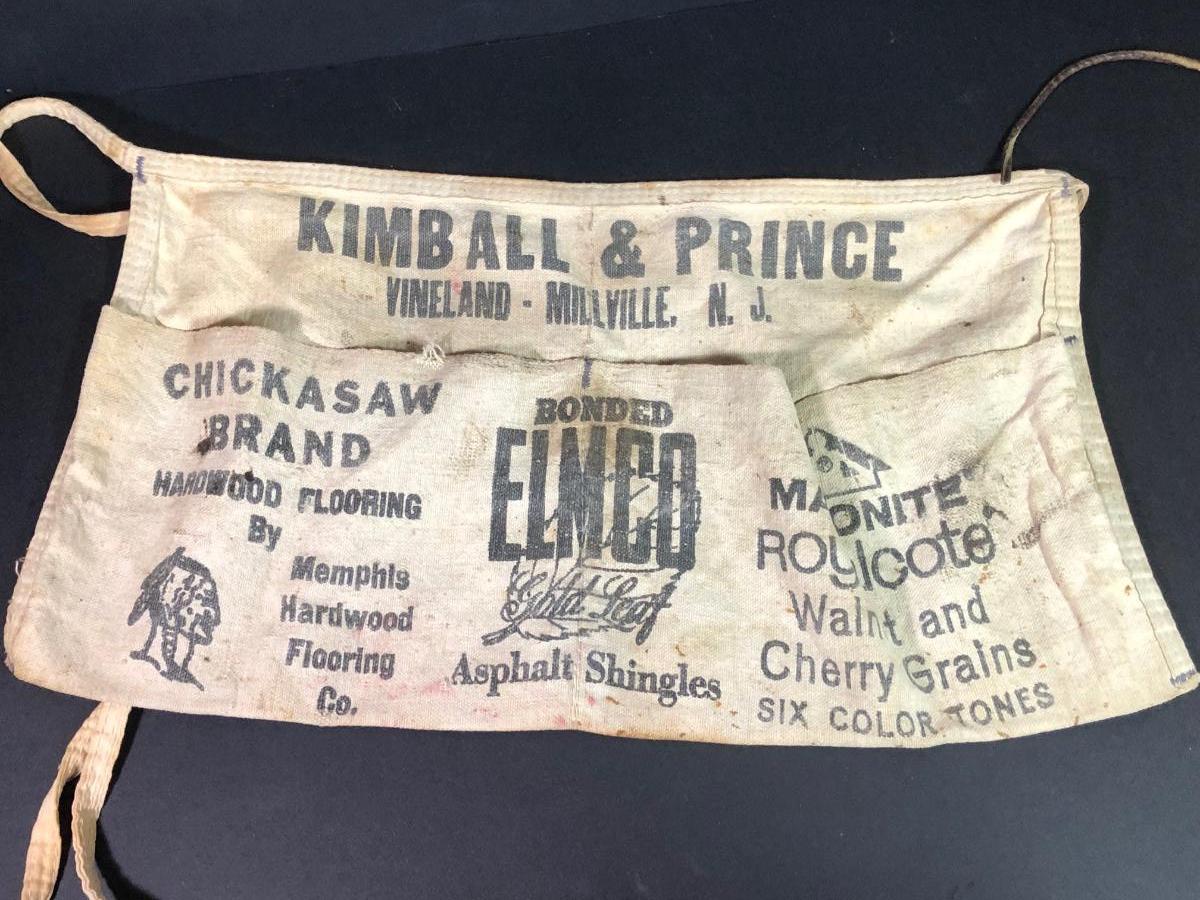 KIMBALL & PRINCE
VINELAND - MILLVILLE, N. J.
CHICKASAW
BRAND
HARDWOOD FLOORING
By
Memphis
Hardwood
Flooring
Co.
BONDED
ELMCO
Gold Leaf
Asphalt Shingles
MASONITE
Roylcote
Walnut and
Cherry Grains
SIX COLOR TONES